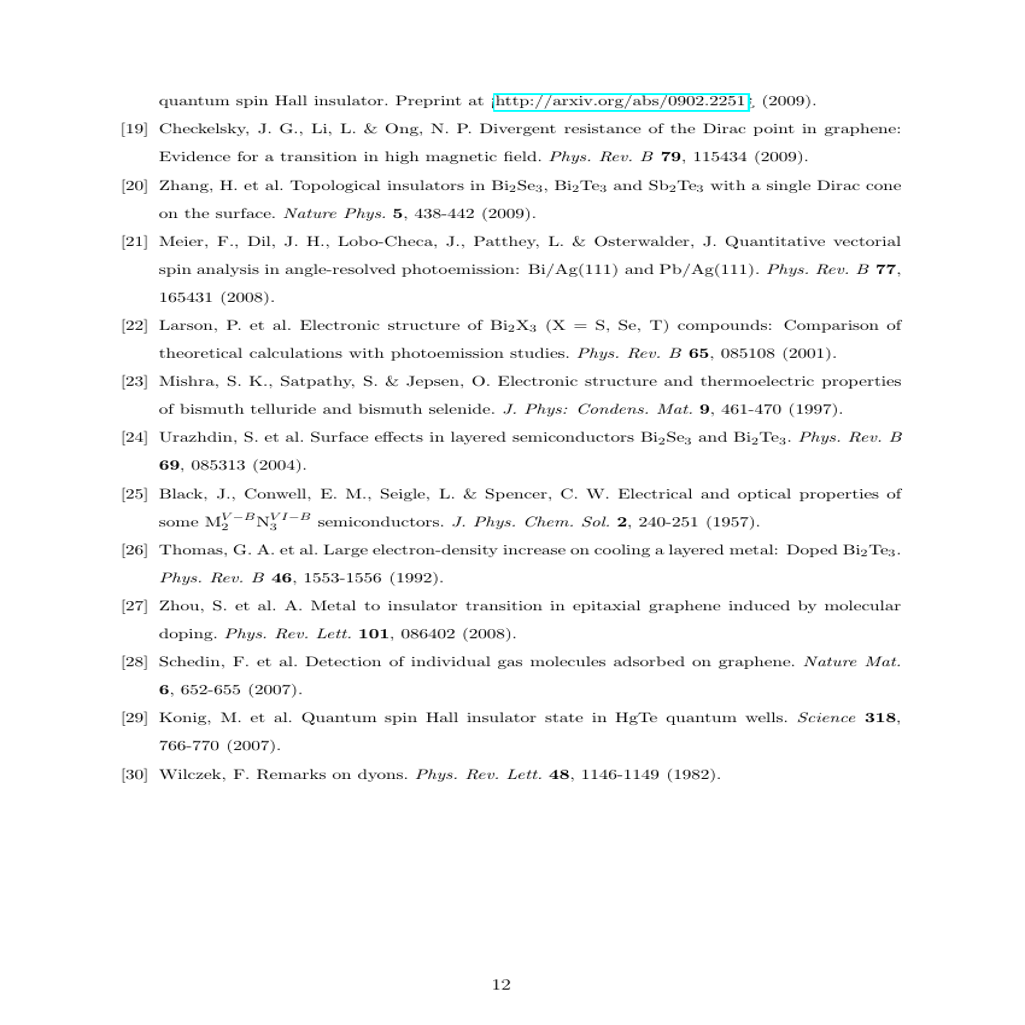 quantum spin Hall insulator. Preprint at ¡http://arxiv.org/abs/0902.2251¿ (2009).
[19] Checkelsky, J. G., Li, L. & Ong, N. P. Divergent resistance of the Dirac point in graphene:
Evidence for a transition in high magnetic field. Phys. Rev. B 79, 115434 (2009).
[20] Zhang, H. et al. Topological insulators in Bi₂Se₃, Bi₂Te₃ and Sb₂Te₃ with a single Dirac cone
on the surface. Nature Phys. 5, 438-442 (2009).
[21] Meier, F., Dil, J. H., Lobo-Checa, J., Patthey, L. & Osterwalder, J. Quantitative vectorial
spin analysis in angle-resolved photoemission: Bi/Ag(111) and Pb/Ag(111). Phys. Rev. B 77,
165431 (2008).
[22] Larson, P. et al. Electronic structure of Bi₂X₃ (X = S, Se, T) compounds: Comparison of
theoretical calculations with photoemission studies. Phys. Rev. B 65, 085108 (2001).
[23] Mishra, S. K., Satpathy, S. & Jepsen, O. Electronic structure and thermoelectric properties
of bismuth telluride and bismuth selenide. J. Phys: Condens. Mat. 9, 461-470 (1997).
[24] Urazhdin, S. et al. Surface effects in layered semiconductors Bi₂Se₃ and Bi₂Te₃. Phys. Rev. B
69, 085313 (2004).
[25] Black, J., Conwell, E. M., Seigle, L. & Spencer, C. W. Electrical and optical properties of
some M₂^{V−B}N₃^{VI−B} semiconductors. J. Phys. Chem. Sol. 2, 240-251 (1957).
[26] Thomas, G. A. et al. Large electron-density increase on cooling a layered metal: Doped Bi₂Te₃.
Phys. Rev. B 46, 1553-1556 (1992).
[27] Zhou, S. et al. A. Metal to insulator transition in epitaxial graphene induced by molecular
doping. Phys. Rev. Lett. 101, 086402 (2008).
[28] Schedin, F. et al. Detection of individual gas molecules adsorbed on graphene. Nature Mat.
6, 652-655 (2007).
[29] Konig, M. et al. Quantum spin Hall insulator state in HgTe quantum wells. Science 318,
766-770 (2007).
[30] Wilczek, F. Remarks on dyons. Phys. Rev. Lett. 48, 1146-1149 (1982).
12